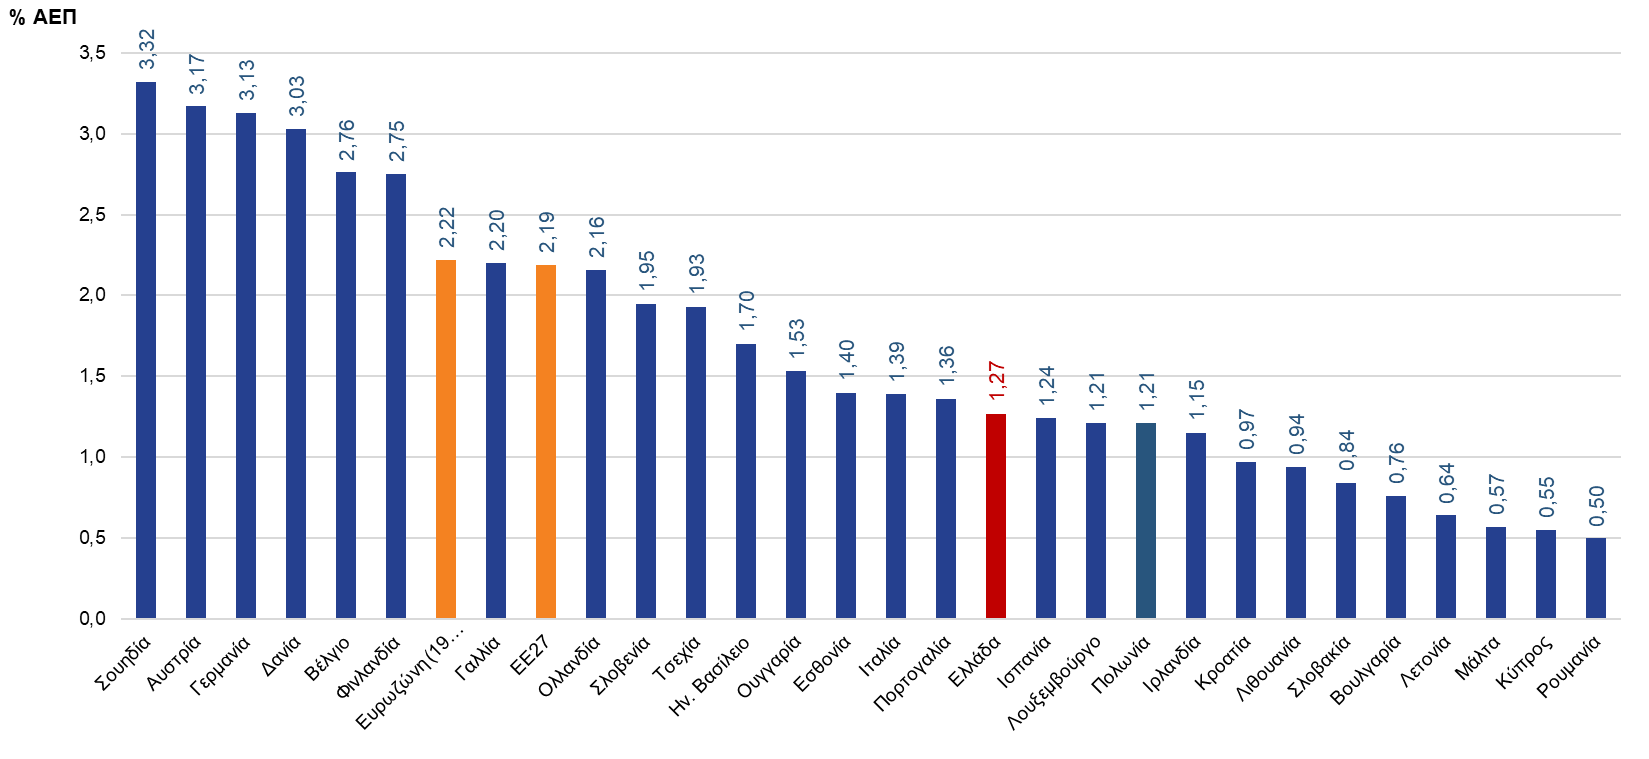 % ΑΕΠ
3,5
3,0
2,5
2,0
1,5
1,0
0,5
0,0
3,32
3,17
3,13
3,03
2,76
2,75
2,22
2,20
2,19
2,16
1,95
1,93
1,70
1,53
1,40
1,39
1,36
1,27
1,24
1,21
1,21
1,15
0,97
0,94
0,84
0,76
0,64
0,57
0,55
0,50
Σουηδία
Αυστρία
Γερμανία
Δανία
Βέλγιο
Φινλανδία
Ευρωζώνη (19…
Γαλλία
ΕΕ27
Ολλανδία
Σλοβενία
Τσεχία
Ην. Βασίλειο
Ουγγαρία
Εσθονία
Ιταλία
Πορτογαλία
Ελλάδα
Ισπανία
Λουξεμβούργο
Πολωνία
Ιρλανδία
Κροατία
Λιθουανία
Σλοβακία
Βουλγαρία
Λετονία
Μάλτα
Κύπρος
Ρουμανία